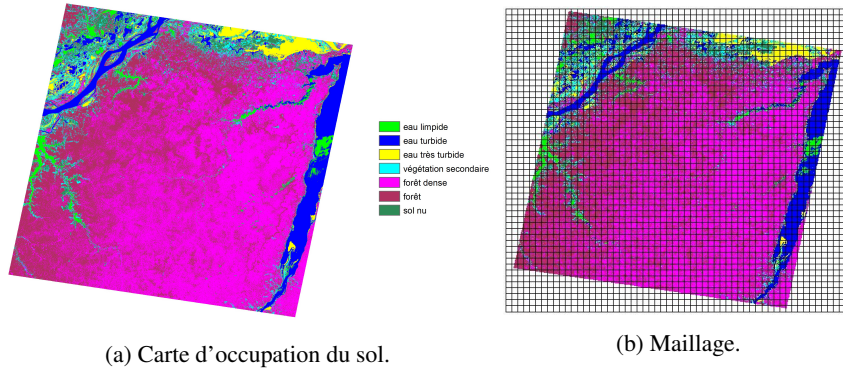 eau limpide
eau turbide
eau très turbide
végétation secondaire
forêt dense
forêt
sol nu
(a) Carte d'occupation du sol.
(b) Maillage.